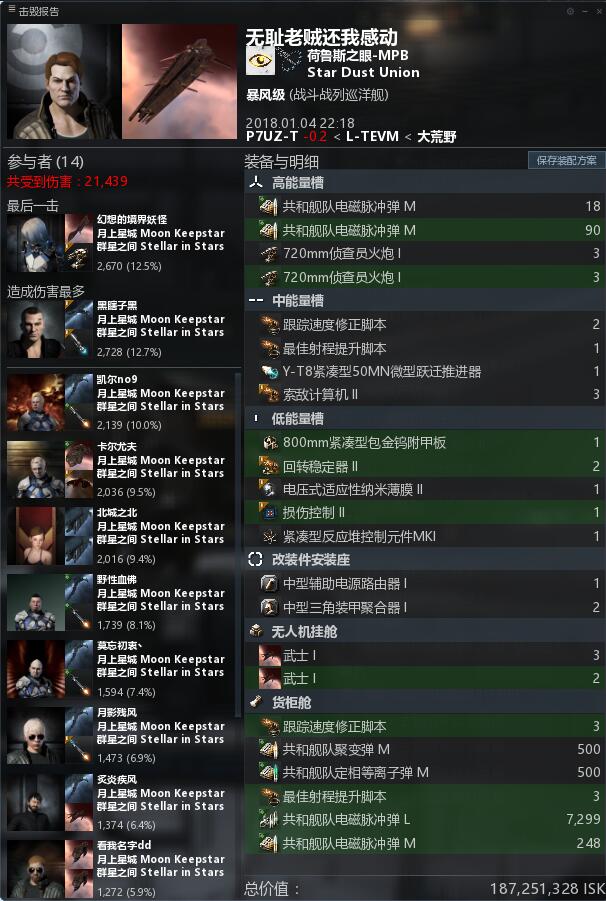 击毁报告
无耻老贼还我感动
荷鲁斯之眼-MPB
Star Dust Union
暴风级 (战斗战列巡洋舰)
2018.01.04 22:18
P7UZ-T -0.2 < L-TEVM < 大荒野
参与者 (14)
共受到伤害：21,439
最后一击
幻想的境界妖怪
月上星城 Moon Keepstar
群星之间 Stellar in Stars
2,670 (12.5%)
造成伤害最多
黑瞎子黑
月上星城 Moon Keepstar
群星之间 Stellar in Stars
2,728 (12.7%)
凯尔no9
月上星城 Moon Keepstar
群星之间 Stellar in Stars
2,139 (10.0%)
卡尔尤夫
月上星城 Moon Keepstar
群星之间 Stellar in Stars
2,036 (9.5%)
北城之北
月上星城 Moon Keepstar
群星之间 Stellar in Stars
2,016 (9.4%)
野性血佛
月上星城 Moon Keepstar
群星之间 Stellar in Stars
1,739 (8.1%)
莫忘初衷丶
月上星城 Moon Keepstar
群星之间 Stellar in Stars
1,594 (7.4%)
月影残风
月上星城 Moon Keepstar
群星之间 Stellar in Stars
1,473 (6.9%)
炙炎疾风
月上星城 Moon Keepstar
群星之间 Stellar in Stars
1,374 (6.4%)
看我名字dd
月上星城 Moon Keepstar
群星之间 Stellar in Stars
1,272 (5.9%)
装备与明细
保存装配方案
高能量槽
共和舰队电磁脉冲弹 M 18
共和舰队电磁脉冲弹 M 90
720mm侦查员火炮 I 3
720mm侦查员火炮 I 3
中能量槽
跟踪速度修正脚本 2
最佳射程提升脚本 1
Y-T8紧凑型50MN微型跃迁推进器 1
索敌计算机 II 3
低能量槽
800mm紧凑型包金钨附甲板 1
回转稳定器 II 2
电压式适应性纳米薄膜 II 1
损伤控制 II 1
紧凑型反应堆控制元件MKI 1
改装件安装座
中型辅助电源路由器 I 1
中型三角装甲聚合器 I 2
无人机挂舱
武士 I 3
武士 I 2
货柜舱
跟踪速度修正脚本 3
共和舰队聚变弹 M 500
共和舰队定相等离子弹 M 500
最佳射程提升脚本 3
共和舰队电磁脉冲弹 L 7,299
共和舰队电磁脉冲弹 M 248
总价值： 187,251,328 ISK